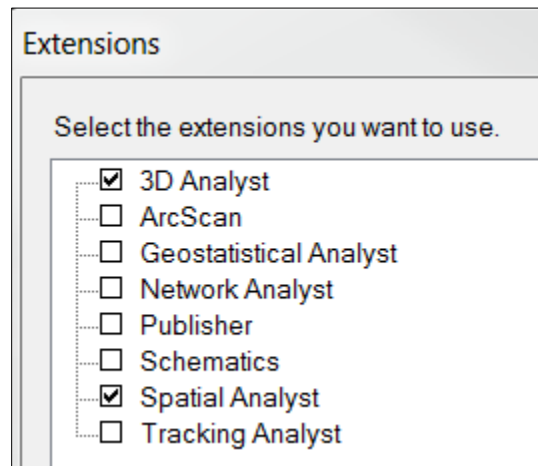 Extensions
Select the extensions you want to use.
3D Analyst
ArcScan
Geostatistical Analyst
Network Analyst
Publisher
Schematics
Spatial Analyst
Tracking Analyst